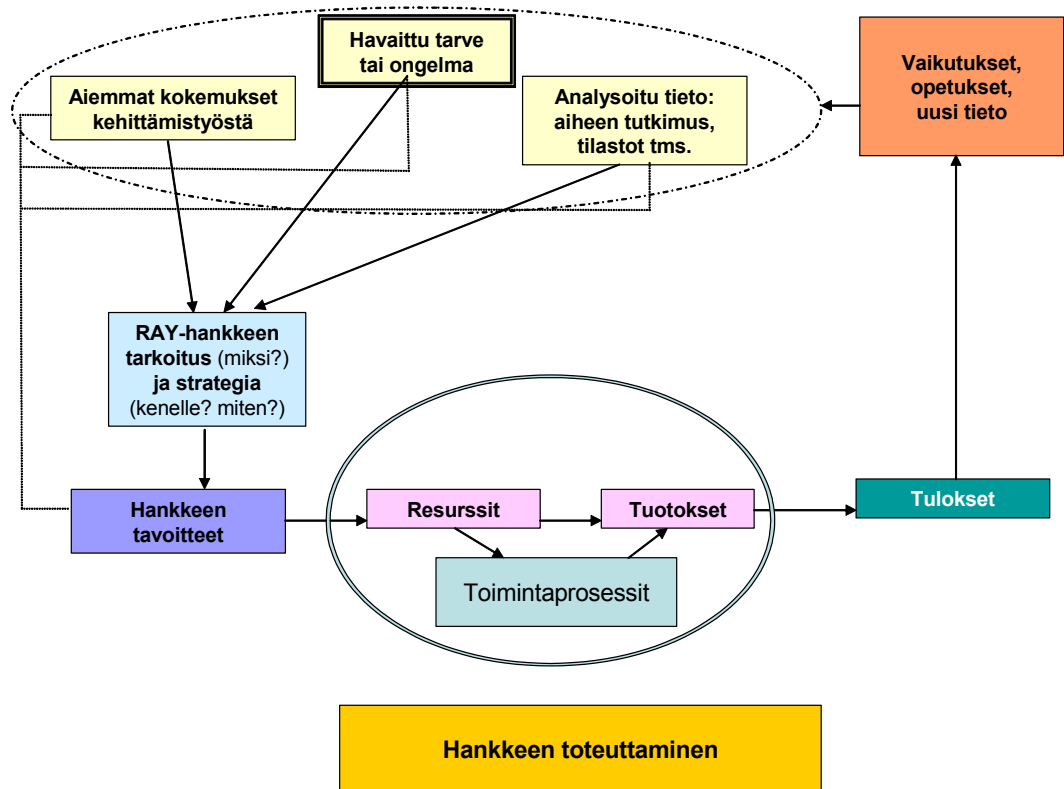 Havaittu tarve
tai ongelma
Aiemmat kokemukset
kehittämistyöstä
Analysoitu tieto:
aiheen tutkimus,
tilastot tms.
Vaikutukset,
opetukset,
uusi tieto
RAY-hankkeen
tarkoitus (miksi?)
ja strategia
(kenelle? miten?)
Hankkeen
tavoitteet
Resurssit
Tuotokset
Toimintaprosessit
Tulokset
Hankkeen toteuttaminen